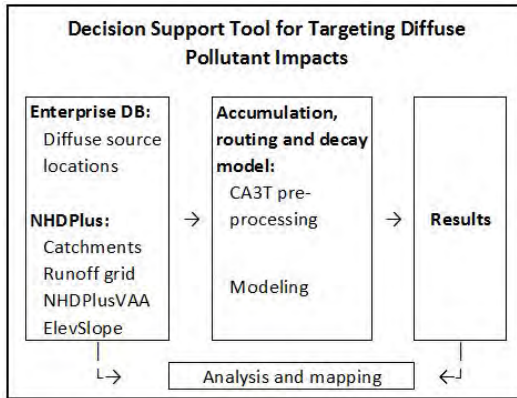 Decision Support Tool for Targeting Diffuse
Pollutant Impacts
Enterprise DB:
Diffuse source
locations
NHDPlus:
Catchments
Runoff grid
NHDPlusVAA
ElevSlope
→
Accumulation,
routing and decay
model:
CA3T pre-
processing
Modeling
→
Results
Analysis and mapping